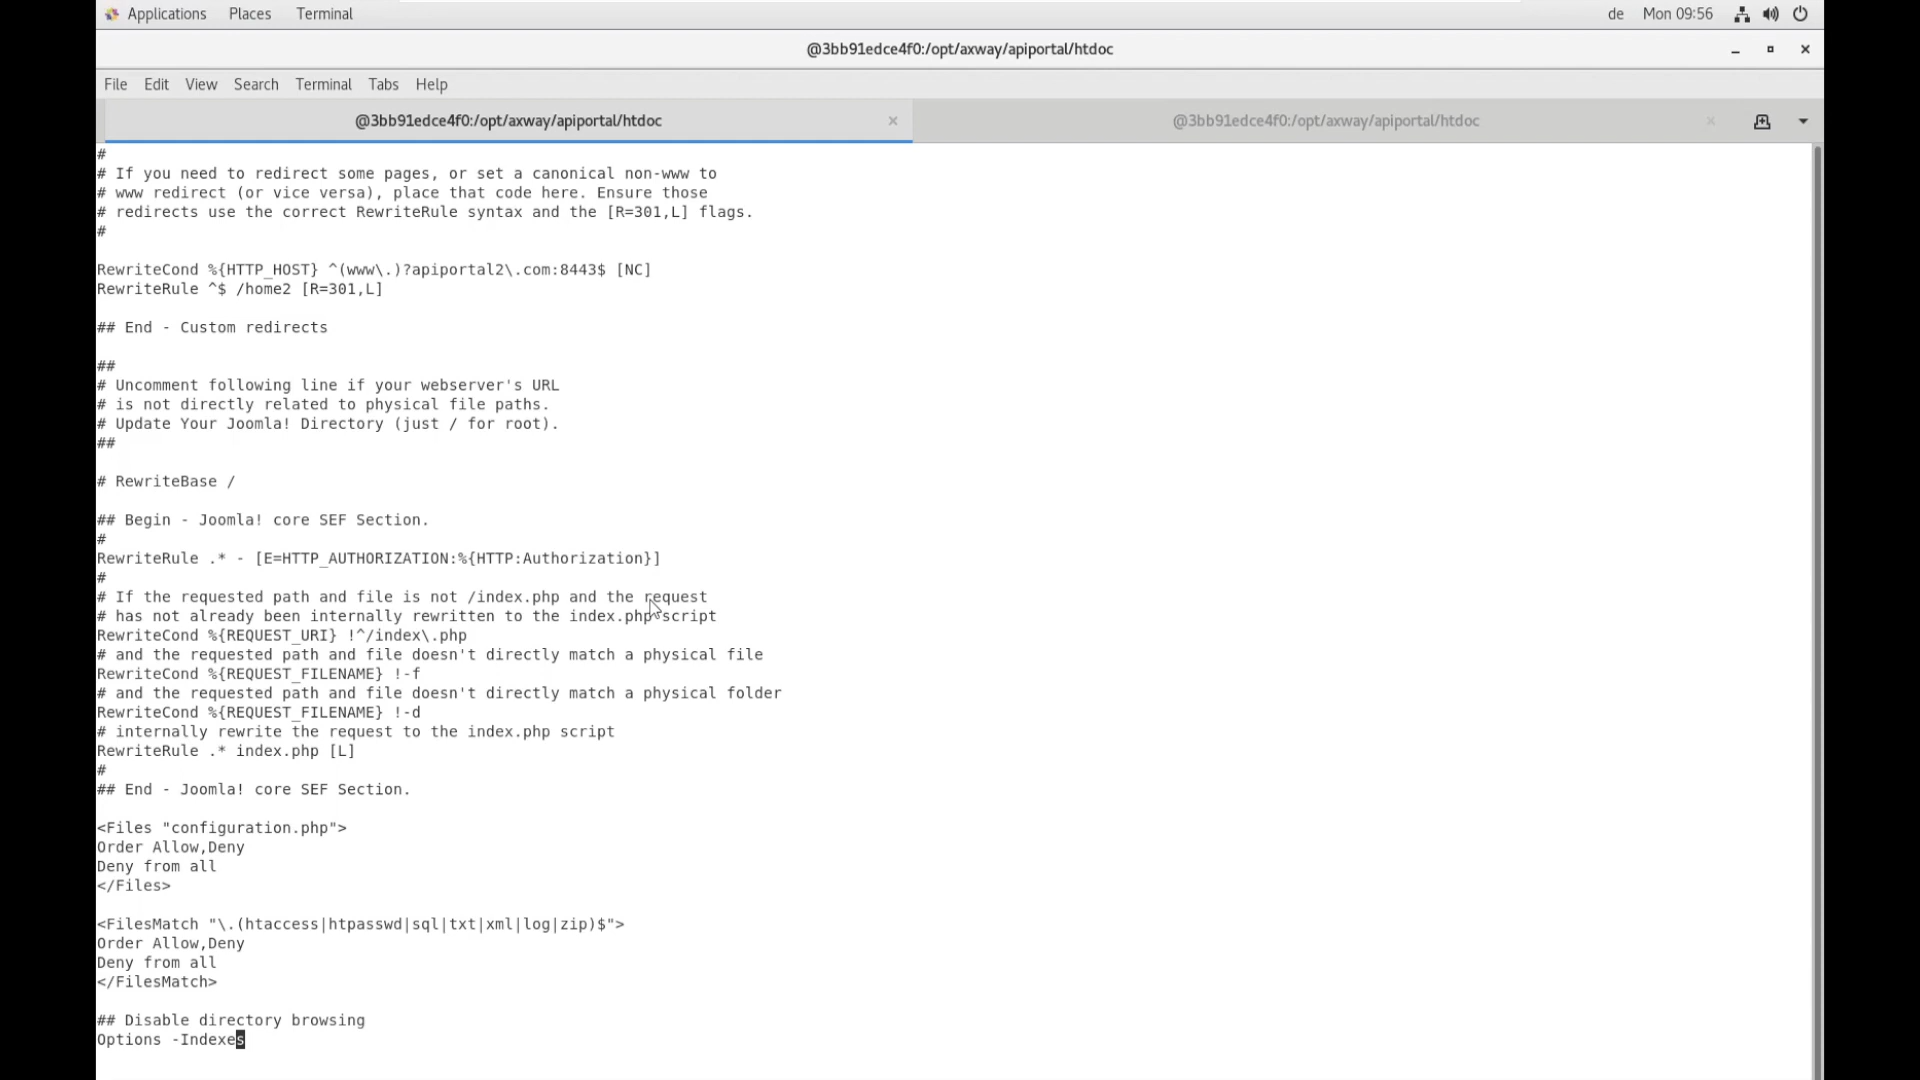 Applications Places Terminal de Mon 09:56
@3bb91edce4f0:/opt/axway/apiportal/htdoc
File Edit View Search Terminal Tabs Help
@3bb91edce4f0:/opt/axway/apiportal/htdoc @3bb91edce4f0:/opt/axway/apiportal/htdoc
#
# If you need to redirect some pages, or set a canonical non-www to
# www redirect (or vice versa), place that code here. Ensure those
# redirects use the correct RewriteRule syntax and the [R=301,L] flags.
#
RewriteCond %{HTTP_HOST} ^(www\.)?apiportal2\.com:8443$ [NC]
RewriteRule ^$ /home2 [R=301,L]
## End - Custom redirects
##
# Uncomment following line if your webserver's URL
# is not directly related to physical file paths.
# Update Your Joomla! Directory (just / for root).
##
# RewriteBase /
## Begin - Joomla! core SEF Section.
#
RewriteRule .* - [E=HTTP_AUTHORIZATION:%{HTTP:Authorization}]
#
# If the requested path and file is not /index.php and the request
# has not already been internally rewritten to the index.php script
RewriteCond %{REQUEST_URI} !^/index\.php
# and the requested path and file doesn't directly match a physical file
RewriteCond %{REQUEST_FILENAME} !-f
# and the requested path and file doesn't directly match a physical folder
RewriteCond %{REQUEST_FILENAME} !-d
# internally rewrite the request to the index.php script
RewriteRule .* index.php [L]
#
## End - Joomla! core SEF Section.
<Files "configuration.php">
Order Allow,Deny
Deny from all
</Files>
<FilesMatch "\.(htaccess|htpasswd|sql|txt|xml|log|zip)$">
Order Allow,Deny
Deny from all
</FilesMatch>
## Disable directory browsing
Options -Indexes